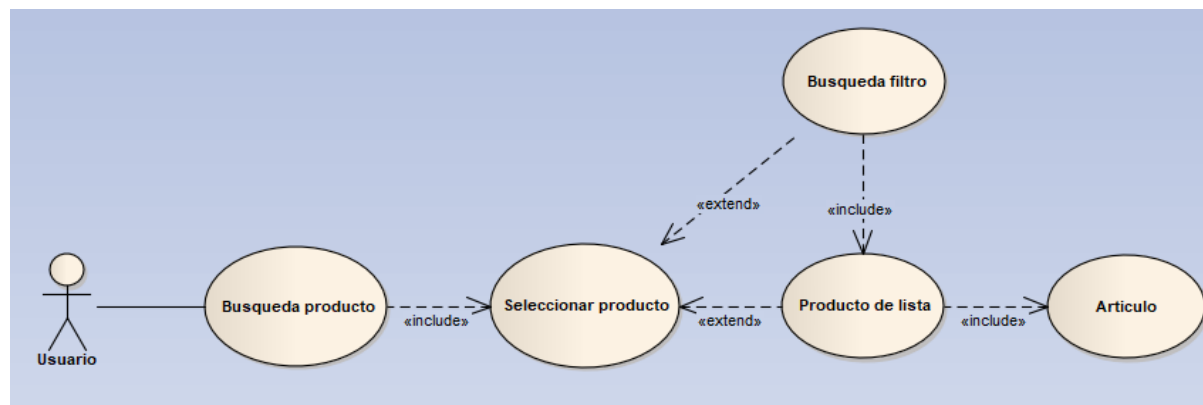 Busqueda filtro
«extend»
«include»
Busqueda producto
«include»
Seleccionar producto
«extend»
Producto de lista
«include»
Articulo
Usuario